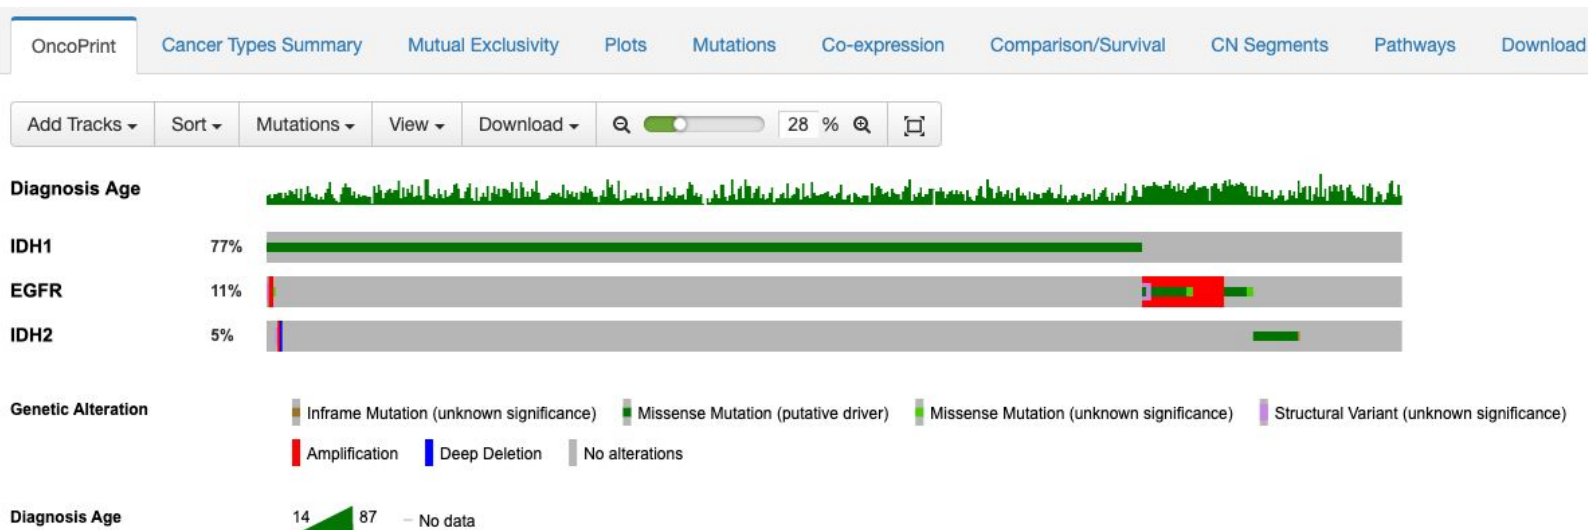 OncoPrint Cancer Types Summary Mutual Exclusivity Plots Mutations Co-expression Comparison/Survival CN Segments Pathways Download
Add Tracks Sort Mutations View Download 28 %
Diagnosis Age
IDH1 77%
EGFR 11%
IDH2 5%
Genetic Alteration Inframe Mutation (unknown significance) Missense Mutation (putative driver) Missense Mutation (unknown significance) Structural Variant (unknown significance)
Amplification Deep Deletion No alterations
Diagnosis Age 14 87 No data